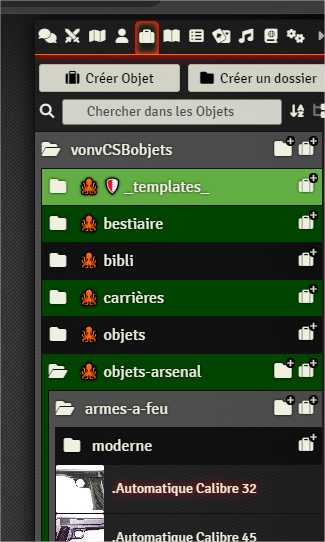 Créer Objet
Créer un dossier
Chercher dans les Objets
vonvCSBobjets
_templates_
bestiaire
bibli
carrières
objets
objets-arsenal
armes-a-feu
moderne
.Automatique Calibre 32
.Automatique Calibre 45